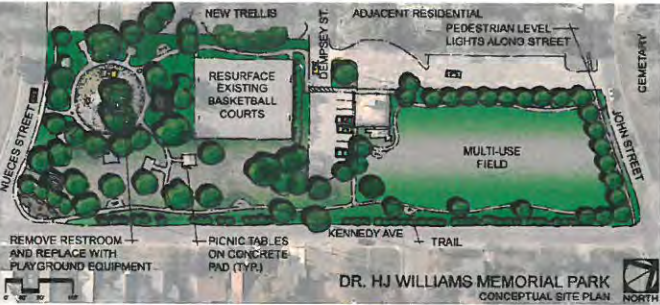 NEW TRELLIS
DEMPSEY ST.
ADJACENT RESIDENTIAL
PEDESTRIAN LEVEL
LIGHTS ALONG STREET
CEMETARY
RESURFACE
EXISTING
BASKETBALL
COURTS
NUECES STREET
MULTI-USE
FIELD
JOHN STREET
KENNEDY AVE
TRAIL
REMOVE RESTROOM
AND REPLACE WITH
PLAYGROUND EQUIPMENT
PICNIC TABLES
ON CONCRETE
PAD (TYP.)
DR. HJ WILLIAMS MEMORIAL PARK
CONCEPTUAL SITE PLAN
NORTH